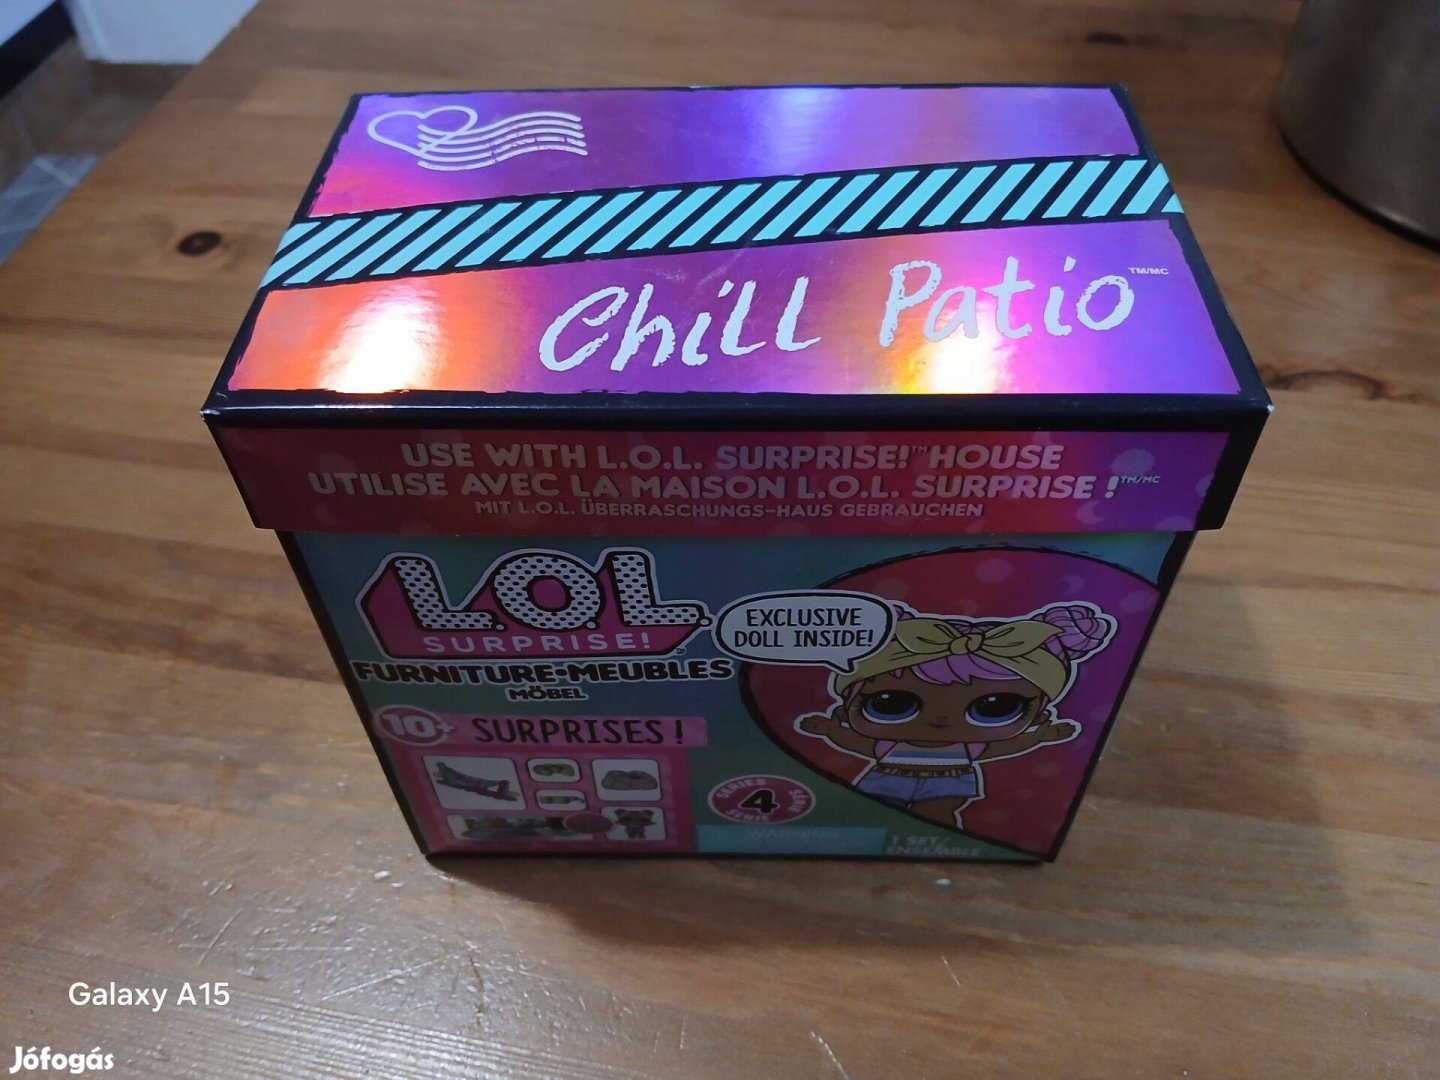 Chill Patio TM/MC
USE WITH L.O.L. SURPRISE!™ HOUSE
UTILISE AVEC LA MAISON L.O.L. SURPRISE ! TM/MC
MIT L.O.L. ÜBERRASCHUNGS-HAUS GEBRAUCHEN
L.O.L.
SURPRISE!
EXCLUSIVE
DOLL INSIDE!
FURNITURE•MEUBLES
MÖBEL
10+ SURPRISES !
SERIES
4
SERIE
SÉRIE
WARNING
1 SET/
ENSEMBLE
Galaxy A15
Jófogás